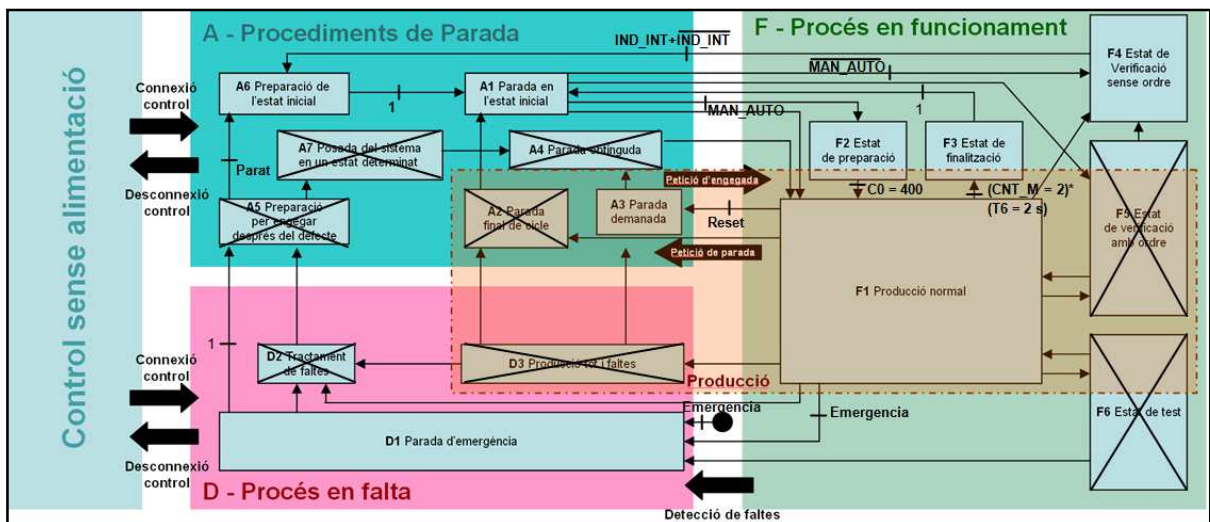 A - Procediments de Parada
F - Procés en funcionament
IND_INT+IND_INT
F4 Estat de
Verificació
sense ordre
MAN_AUTO
A6 Preparació de
l'estat inicial
A1 Parada en
l'estat inicial
1
1
MAN_AUTO
Connexió
control
F2 Estat
de preparació
F3 Estat de
finalització
A7 Posada del sistema
en un estat determinat
A4 Parada obtinguda
Parat
Desconnexió
control
Petició d'engegada
C0 = 400
(CNT_M = 2)*
(T6 = 2 s)
A5 Preparació
per engegar
després del defecte
A2 Parada
final de cicle
A3 Parada
demanada
Reset
F5 Estat
de verificació
amb ordre
Petició de parada
Control sense alimentació
F1 Producció normal
1
D2 Tractament
de faltes
D3 Producció tot i faltes
Connexió
control
Producció
Emergencia
Emergencia
F6 Estat de test
D1 Parada d'emergència
Desconnexió
control
D - Procés en falta
Detecció de faltes